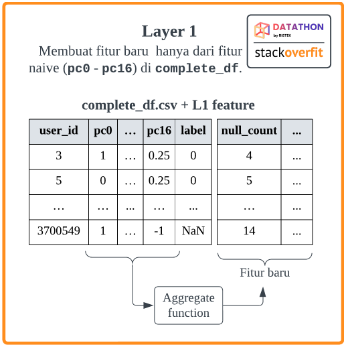 Layer 1
DATATHON
by RISTEK
stackoverfit
Membuat fitur baru hanya dari fitur
naive (pc0 - pc16) di complete_df.
complete_df.csv + L1 feature
user_id pc0 ... pc16 label null_count ...
3 1 ... 0.25 0 4 ...
5 0 ... 0.25 0 5 ...
... ... ... ... ... ...
3700549 1 ... -1 NaN 14 ...
Fitur baru
Aggregate
function